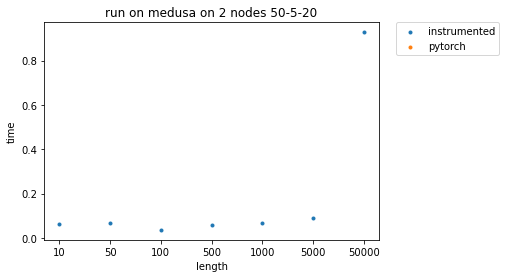 run on medusa on 2 nodes 50-5-20
instrumented
pytorch
0.8
0.6
0.4
0.2
0.0
time
10 50 100 500 1000 5000 50000
length